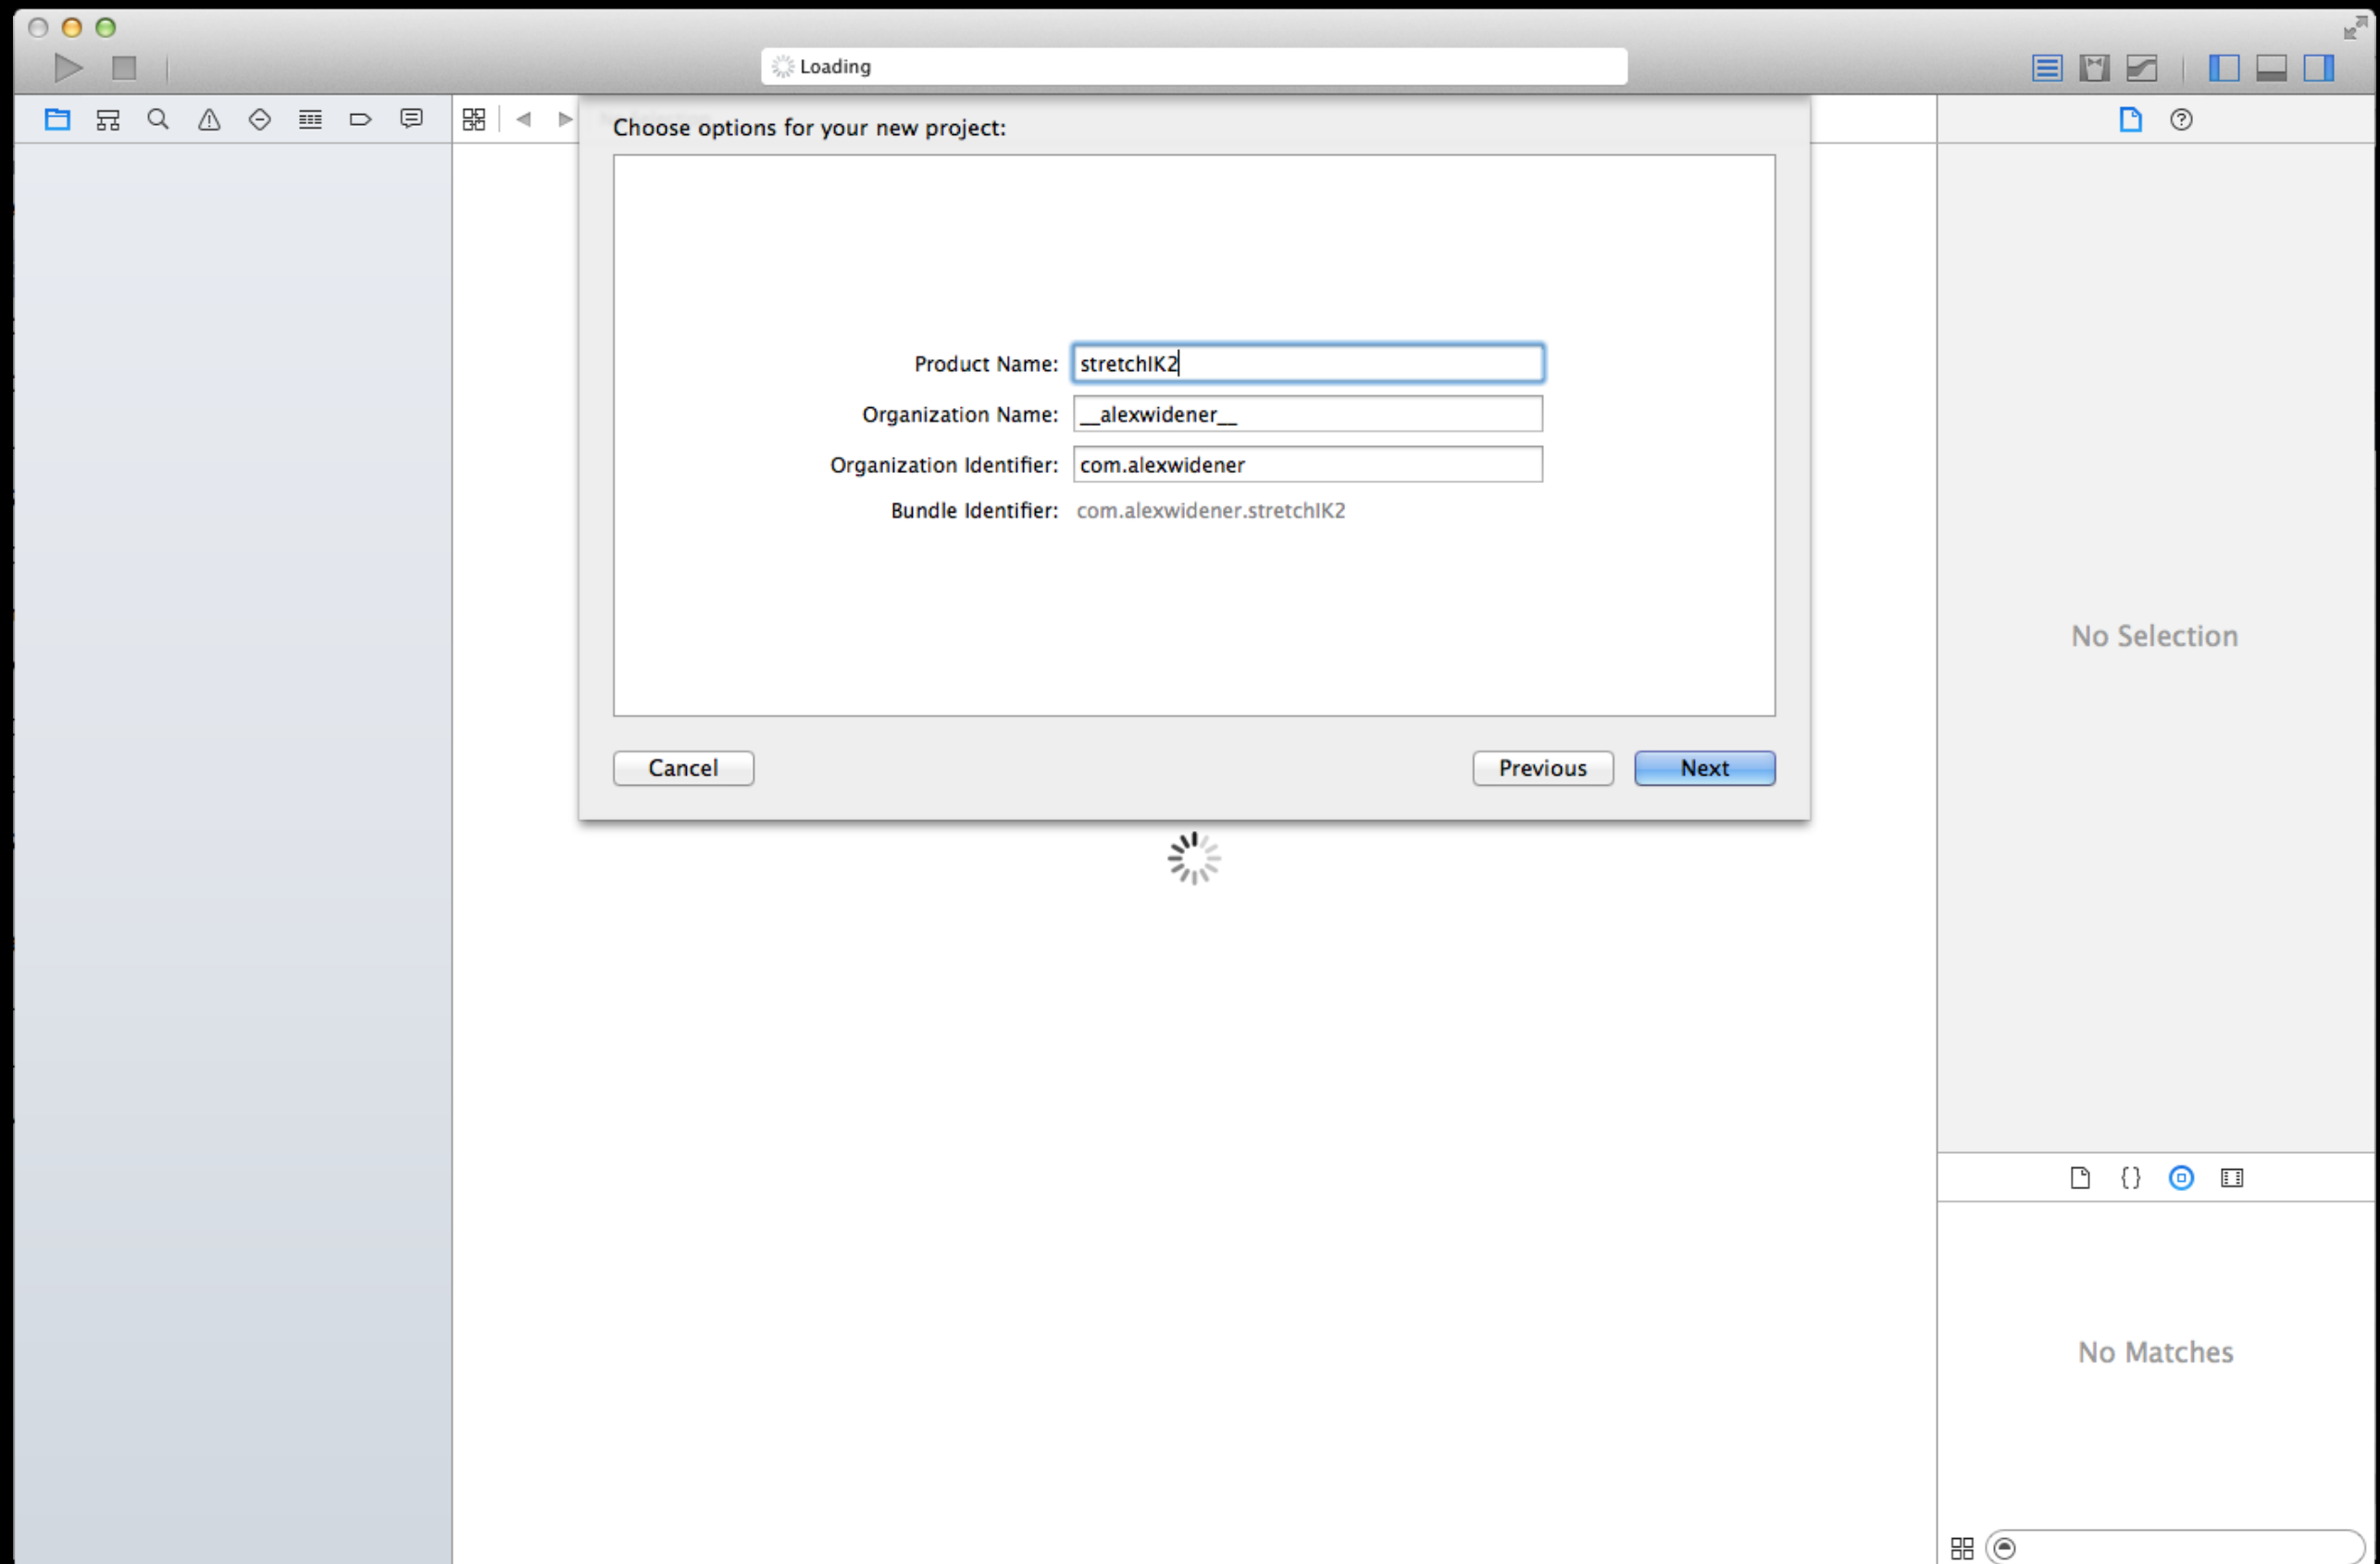 Loading
Choose options for your new project:
Product Name: stretchIK2
Organization Name: __alexwidener__
Organization Identifier: com.alexwidener
Bundle Identifier: com.alexwidener.stretchIK2
No Selection
Cancel Previous Next
No Matches